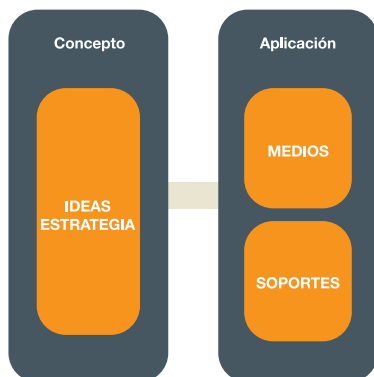 Concepto
IDEAS
ESTRATEGIA
Aplicación
MEDIOS
SOPORTES